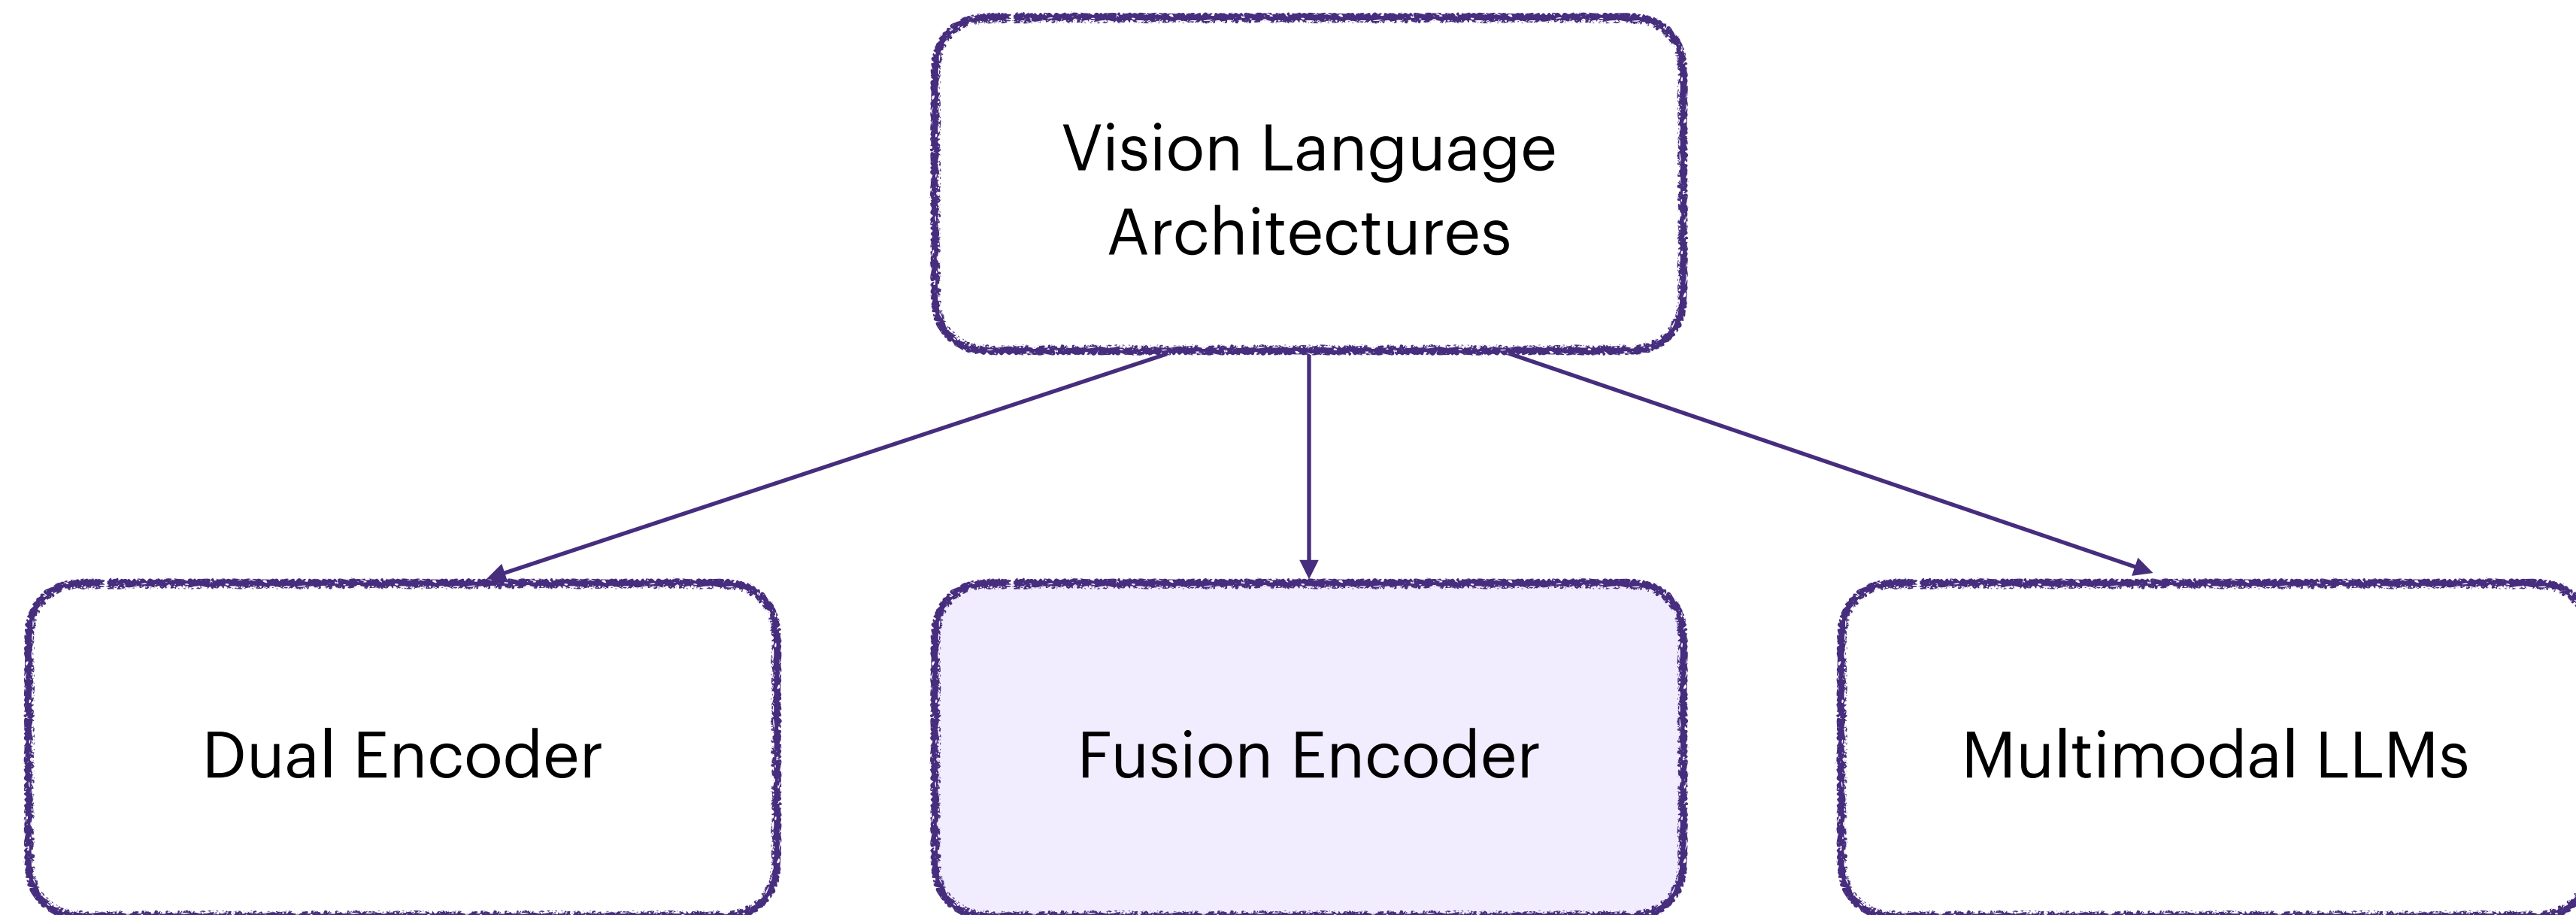 Vision Language
Architectures
Dual Encoder
Fusion Encoder
Multimodal LLMs